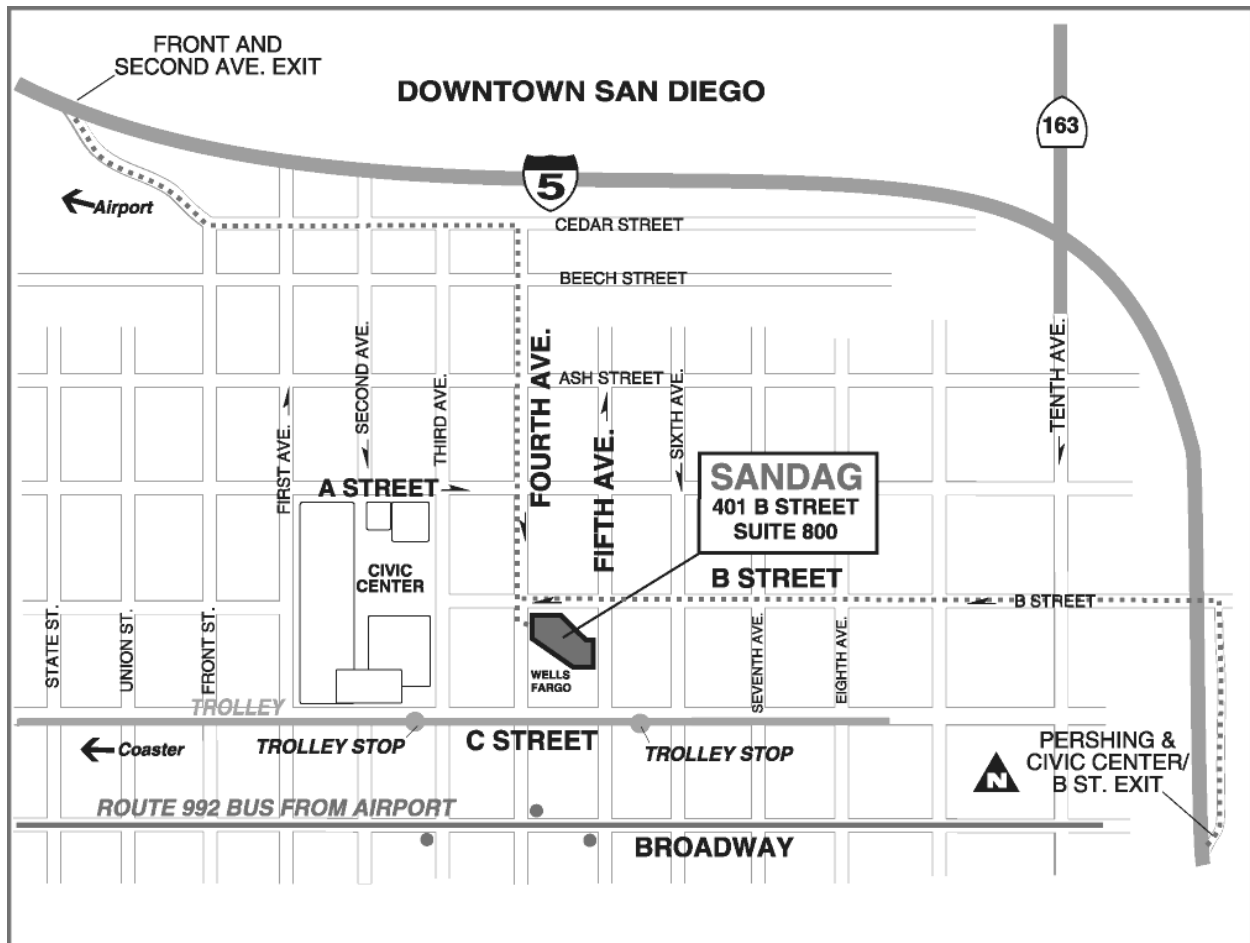 FRONT AND
SECOND AVE. EXIT
DOWNTOWN SAN DIEGO
163
5
Airport
CEDAR STREET
BEECH STREET
ASH STREET
FIRST AVE.
SECOND AVE.
THIRD AVE.
FOURTH AVE.
FIFTH AVE.
SIXTH AVE.
TENTH AVE.
A STREET
SANDAG
401 B STREET
SUITE 800
CIVIC
CENTER
B STREET
B STREET
STATE ST.
UNION ST.
FRONT ST.
WELLS
FARGO
SEVENTH AVE.
EIGHTH AVE.
TROLLEY
Coaster
TROLLEY STOP
C STREET
TROLLEY STOP
N
PERSHING &
CIVIC CENTER/
B ST. EXIT
ROUTE 992 BUS FROM AIRPORT
BROADWAY